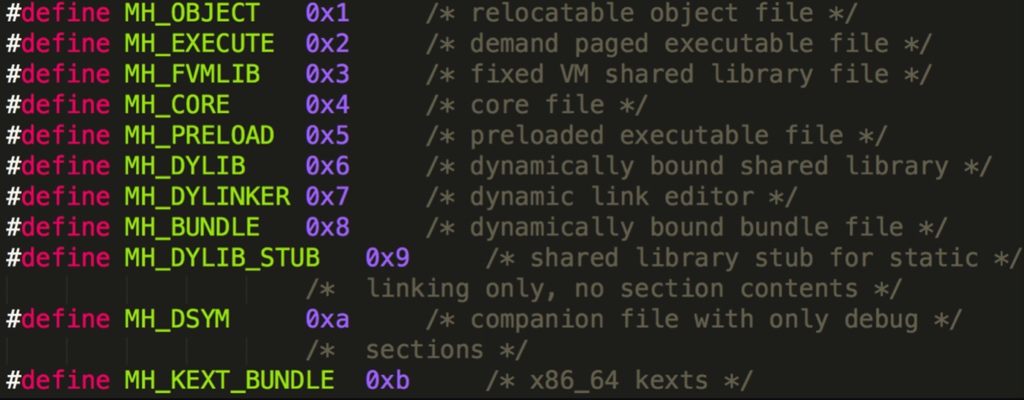 #define MH_OBJECT 0x1 /* relocatable object file */
#define MH_EXECUTE 0x2 /* demand paged executable file */
#define MH_FVMLIB 0x3 /* fixed VM shared library file */
#define MH_CORE 0x4 /* core file */
#define MH_PRELOAD 0x5 /* preloaded executable file */
#define MH_DYLIB 0x6 /* dynamically bound shared library */
#define MH_DYLINKER 0x7 /* dynamic link editor */
#define MH_BUNDLE 0x8 /* dynamically bound bundle file */
#define MH_DYLIB_STUB 0x9 /* shared library stub for static */
/* linking only, no section contents */
#define MH_DSYM 0xa /* companion file with only debug */
/* sections */
#define MH_KEXT_BUNDLE 0xb /* x86_64 kexts */